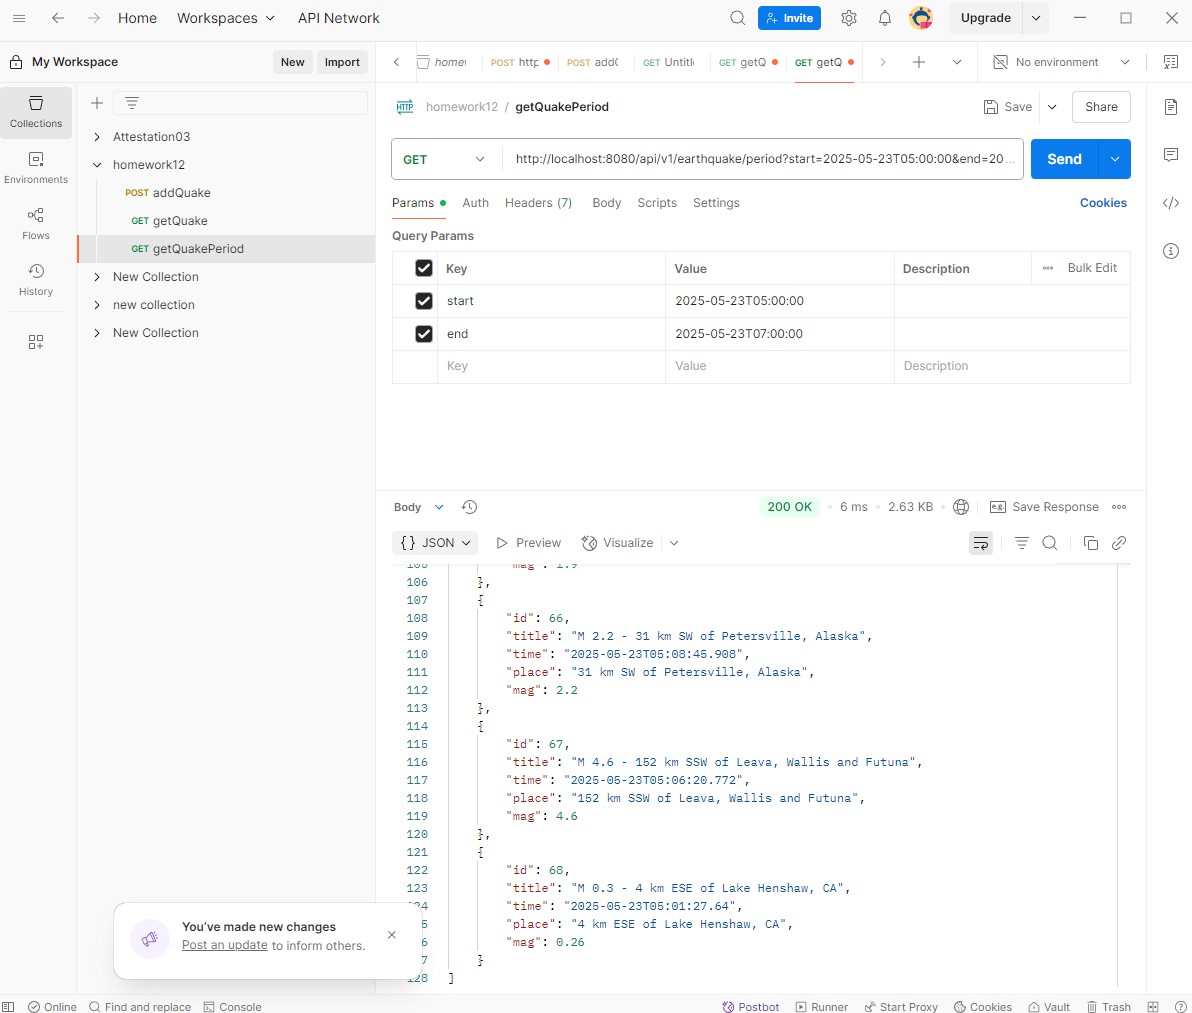 Home Workspaces API Network Invite Upgrade
My Workspace New Import
home POST http POST addQ GET Untitle GET getQ GET getQ No environment
Collections
Environments
Flows
History
Attestation03
homework12
POST addQuake
GET getQuake
GET getQuakePeriod
New Collection
new collection
New Collection
HTTP homework12 / getQuakePeriod Save Share
GET http://localhost:8080/api/v1/earthquake/period?start=2025-05-23T05:00:00&end=20... Send
Params Auth Headers (7) Body Scripts Settings Cookies
Query Params
Key Value Description Bulk Edit
start 2025-05-23T05:00:00
end 2025-05-23T07:00:00
Key Value Description
Body 200 OK 6 ms 2.63 KB e.g. Save Response
{} JSON Preview Visualize
105 "mag": 1.9
106 },
107 {
108 "id": 66,
109 "title": "M 2.2 - 31 km SW of Petersville, Alaska",
110 "time": "2025-05-23T05:08:45.908",
111 "place": "31 km SW of Petersville, Alaska",
112 "mag": 2.2
113 },
114 {
115 "id": 67,
116 "title": "M 4.6 - 152 km SSW of Leava, Wallis and Futuna",
117 "time": "2025-05-23T05:06:20.772",
118 "place": "152 km SSW of Leava, Wallis and Futuna",
119 "mag": 4.6
120 },
121 {
122 "id": 68,
123 "title": "M 0.3 - 4 km ESE of Lake Henshaw, CA",
124 "time": "2025-05-23T05:01:27.64",
5 "place": "4 km ESE of Lake Henshaw, CA",
6 "mag": 0.26
7 }
128 ]
You've made new changes
Post an update to inform others.
Online Find and replace Console Postbot Runner Start Proxy Cookies Vault Trash